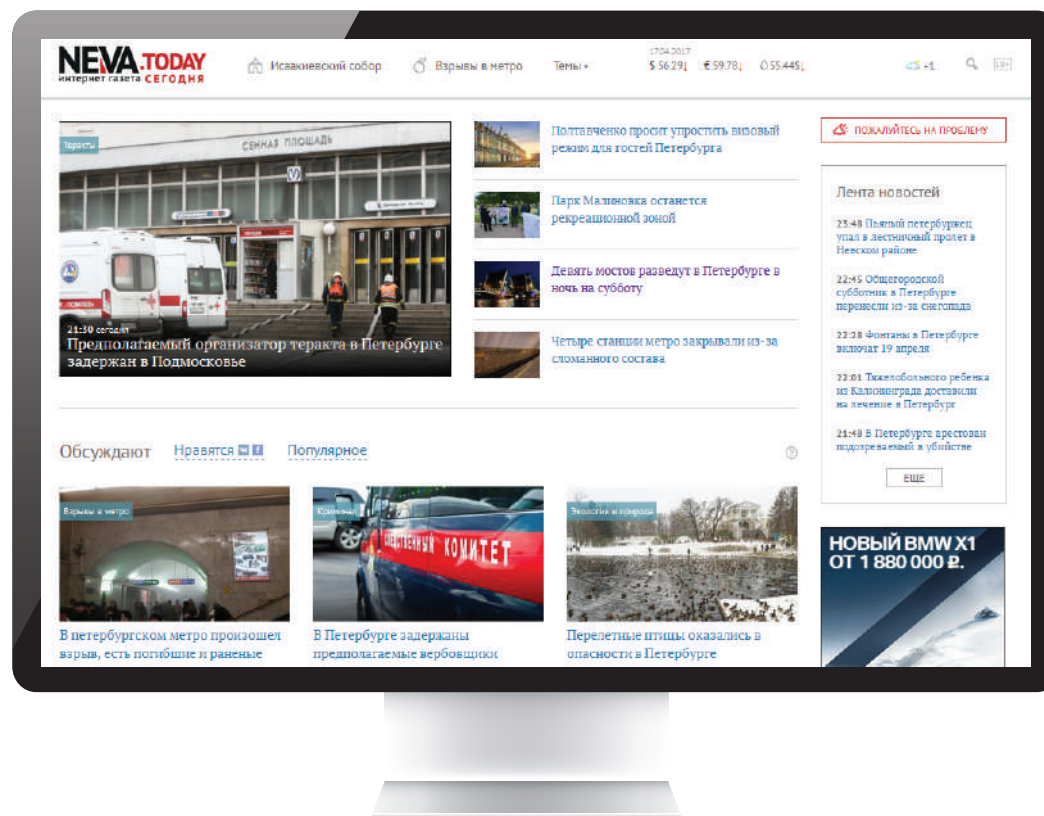 NEVA.TODAY
интернет газета СЕГОДНЯ
Исаакиевский собор
Взрывы в метро
Темы
17.04.2017
$ 56.29↓ € 59.78↓ 55.44$↓
+1
18+
Теракты
СЕННАЯ ПЛОЩАДЬ
21:30 сегодня
Предполагаемый организатор теракта в Петербурге
задержан в Подмосковье
Полтавченко просит упростить визовый
режим для гостей Петербурга
Парк Малиновка останется
рекреационной зоной
Девять мостов разведут в Петербурге в
ночь на субботу
Четыре станции метро закрывали из-за
сломанного состава
ПОЖАЛУЙТЕСЬ НА ПРОБЛЕМУ
Лента новостей
23:48 Пьяный петербуржец
упал в лестничный пролет в
Невском районе
22:45 Общегородской
субботник в Петербурге
перенесли из-за снегопада
22:28 Фонтаны в Петербурге
включат 19 апреля
22:01 Тяжелобольного ребенка
из Калининграда доставили
на лечение в Петербург
21:48 В Петербурге арестован
подозреваемый в убийстве
ЕЩЕ
Обсуждают
Нравятся
Популярное
Взрывы в метро
В петербургском метро произошел
взрыв, есть погибшие и раненые
Криминал
СЛЕДСТВЕННЫЙ КОМИТЕТ
В Петербурге задержаны
предполагаемые вербовщики
Экология и природа
Перелетные птицы оказались в
опасности в Петербурге
НОВЫЙ BMW X1
ОТ 1 880 000 ₽.